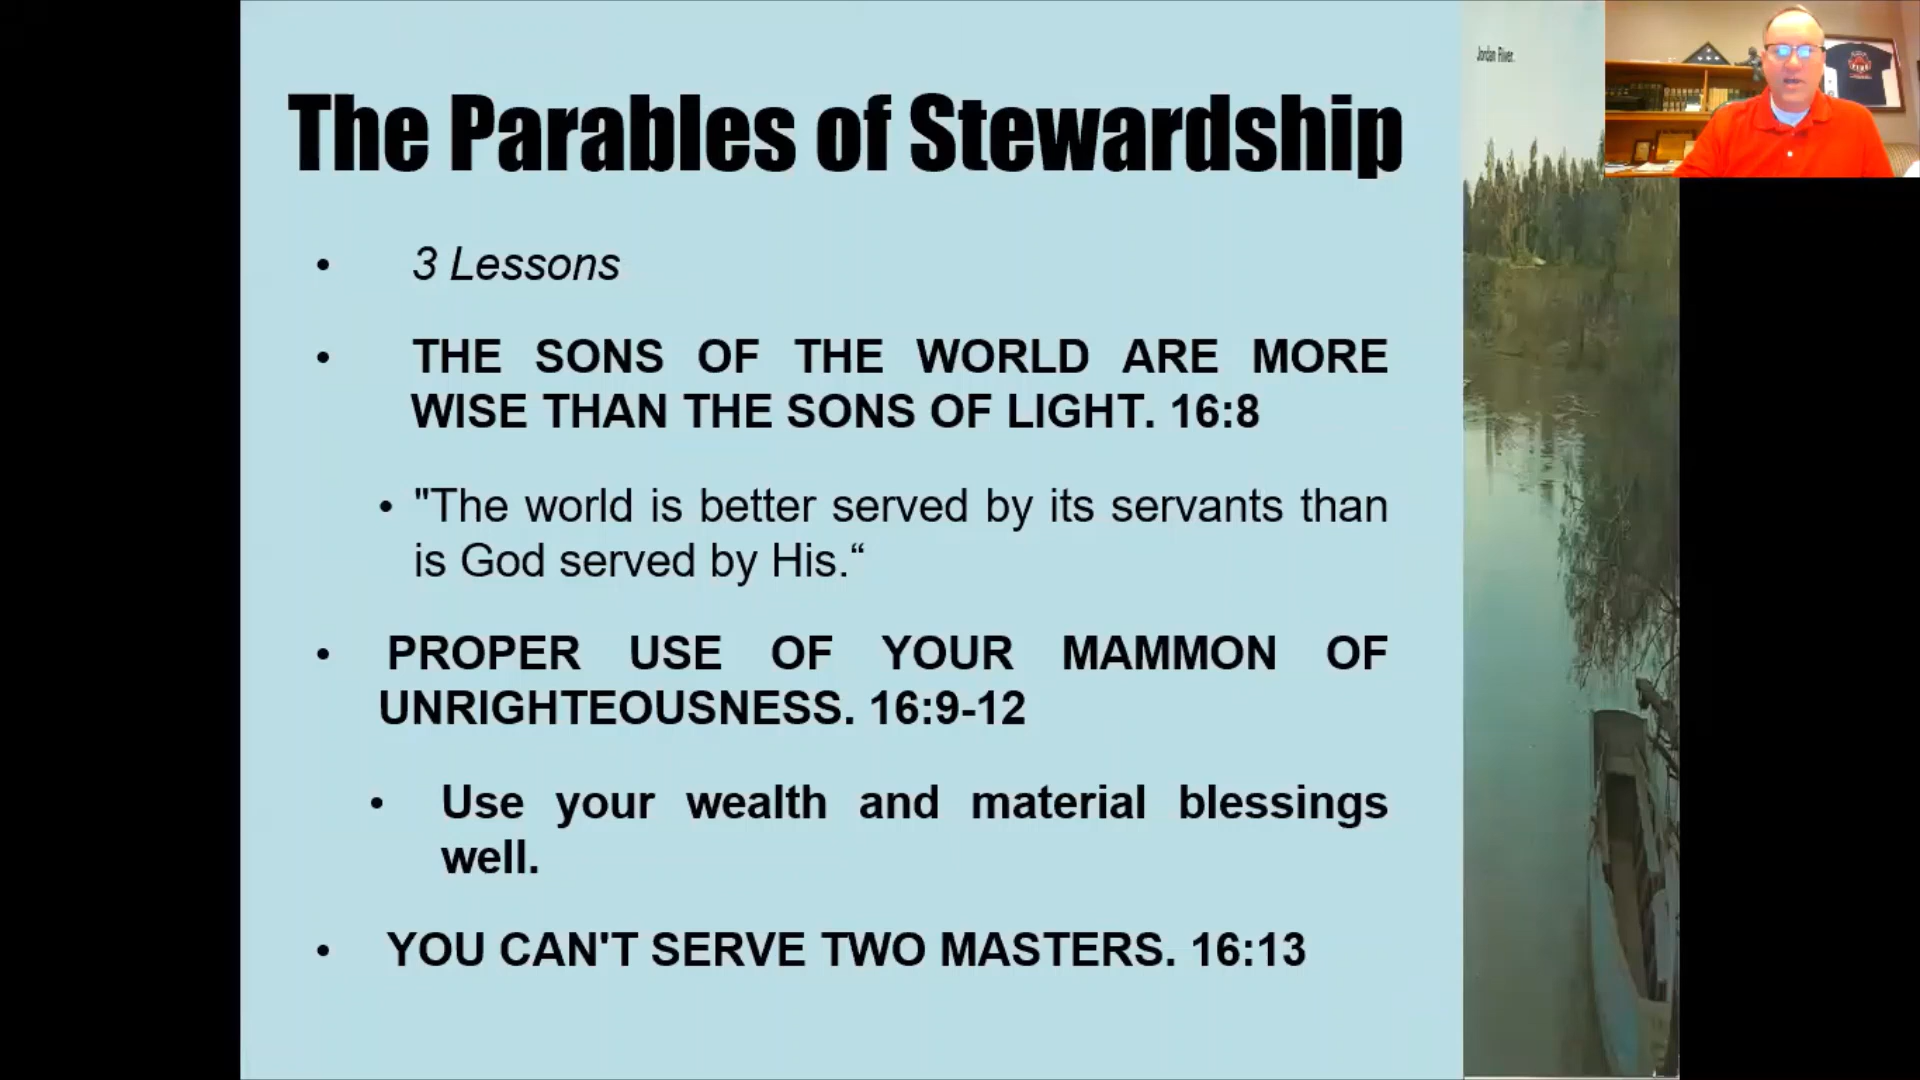 The Parables of Stewardship
Jordan River.
• 3 Lessons
• THE SONS OF THE WORLD ARE MORE
WISE THAN THE SONS OF LIGHT. 16:8
• "The world is better served by its servants than
is God served by His.“
• PROPER USE OF YOUR MAMMON OF
UNRIGHTEOUSNESS. 16:9-12
• Use your wealth and material blessings
well.
• YOU CAN'T SERVE TWO MASTERS. 16:13